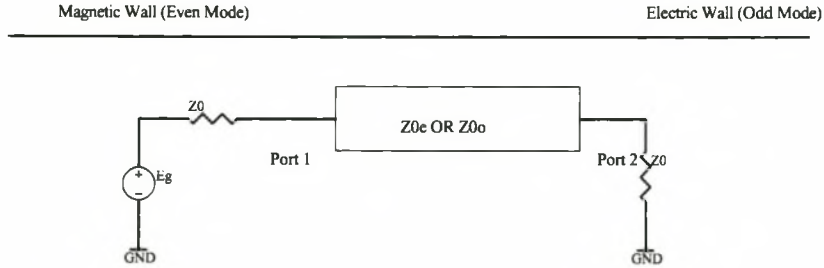 Magnetic Wall (Even Mode)
Electric Wall (Odd Mode)
Z0
Z0e OR Z0o
Port 1
Port 2
Z0
Eg
GND
GND